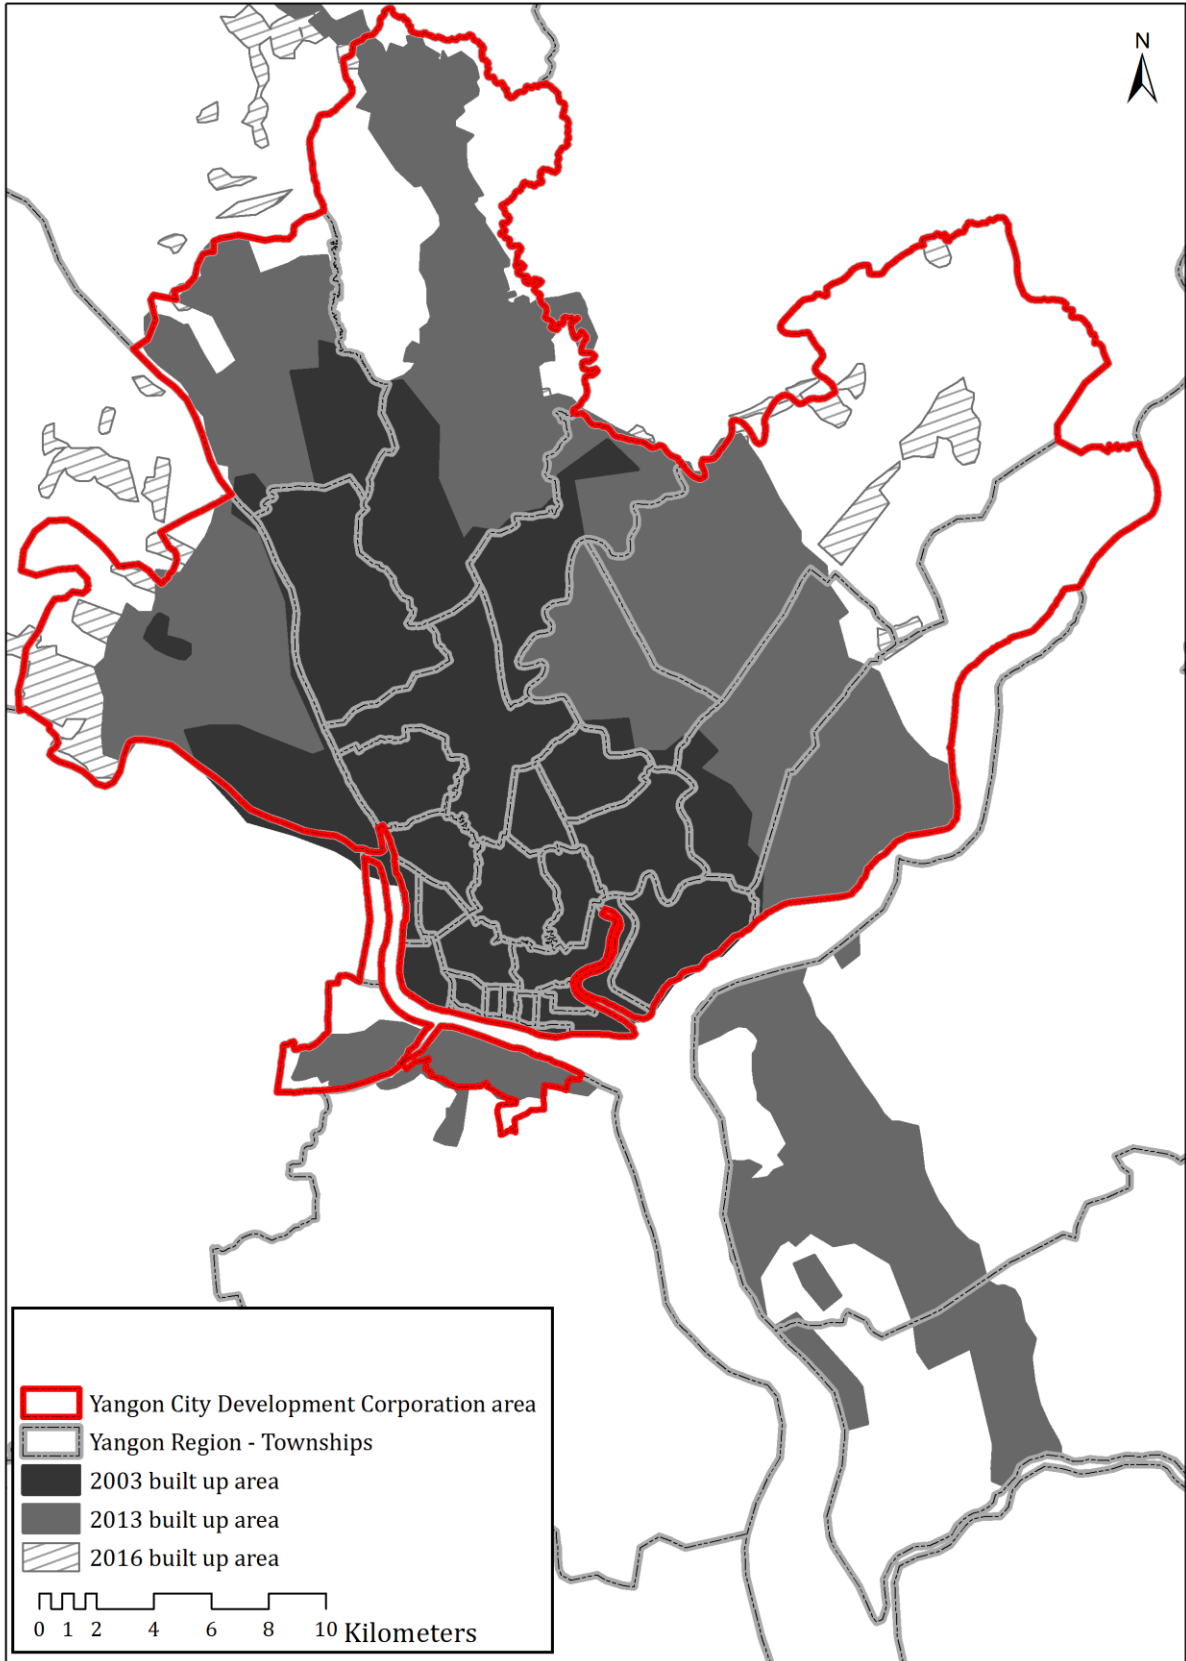 N
Yangon City Development Corporation area
Yangon Region - Townships
2003 built up area
2013 built up area
2016 built up area
0 1 2 4 6 8 10 Kilometers